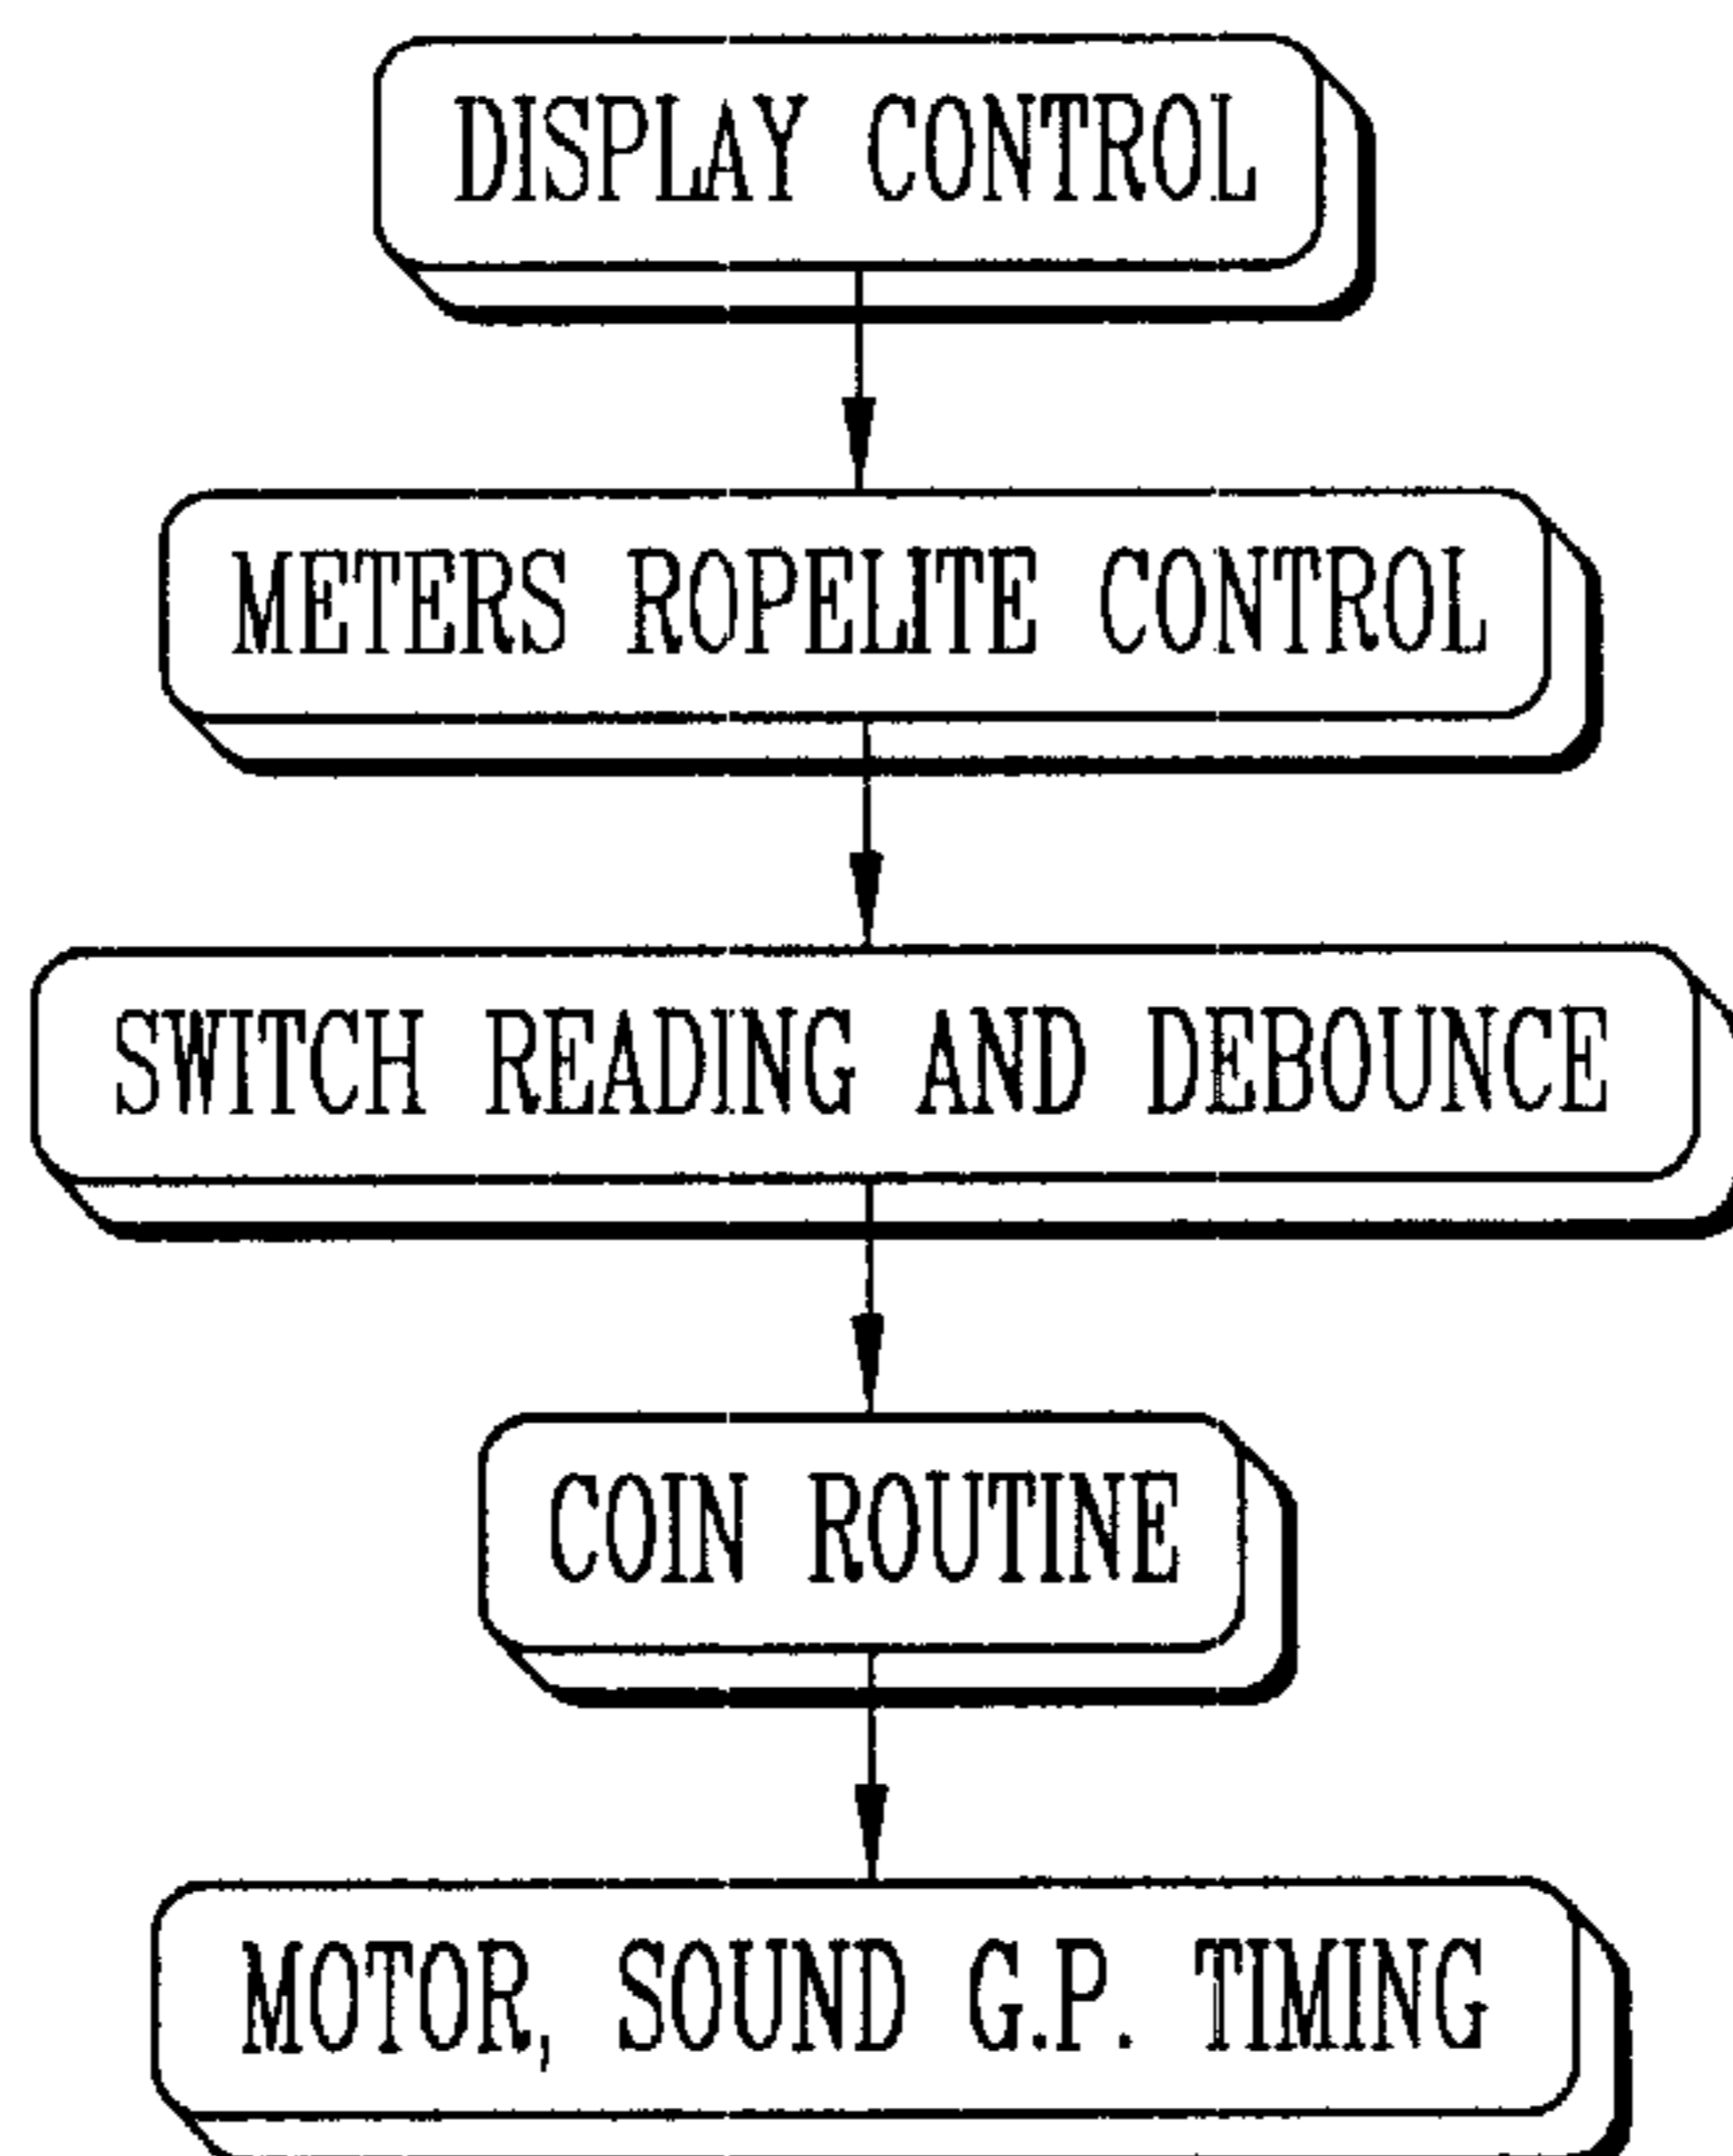 DISPLAY CONTROL
METERS ROPELITE CONTROL
SWITCH READING AND DEBOUNCE
COIN ROUTINE
MOTOR, SOUND G.P. TIMING